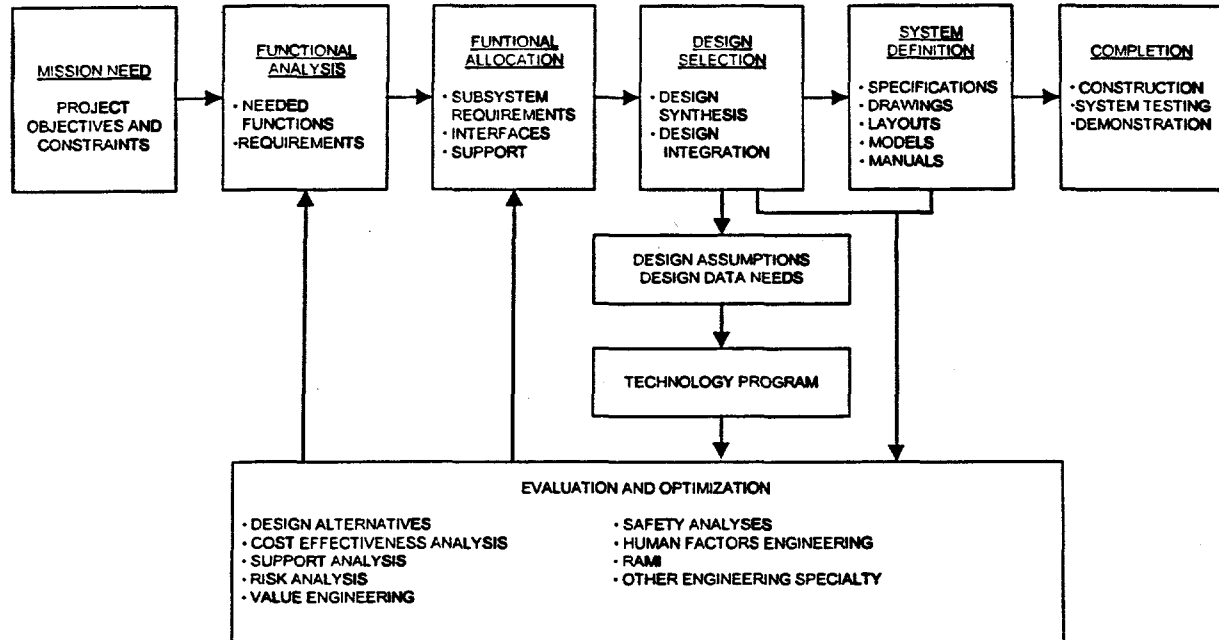 MISSION NEED
PROJECT
OBJECTIVES AND
CONSTRAINTS
FUNCTIONAL
ANALYSIS
• NEEDED
FUNCTIONS
•REQUIREMENTS
FUNTIONAL
ALLOCATION
• SUBSYSTEM
REQUIREMENTS
• INTERFACES
• SUPPORT
DESIGN
SELECTION
• DESIGN
SYNTHESIS
• DESIGN
INTEGRATION
SYSTEM
DEFINITION
• SPECIFICATIONS
• DRAWINGS
• LAYOUTS
• MODELS
• MANUALS
COMPLETION
• CONSTRUCTION
•SYSTEM TESTING
•DEMONSTRATION
DESIGN ASSUMPTIONS
DESIGN DATA NEEDS
TECHNOLOGY PROGRAM
EVALUATION AND OPTIMIZATION
• DESIGN ALTERNATIVES
• COST EFFECTIVENESS ANALYSIS
• SUPPORT ANALYSIS
• RISK ANALYSIS
• VALUE ENGINEERING
• SAFETY ANALYSES
• HUMAN FACTORS ENGINEERING
• RAMI
• OTHER ENGINEERING SPECIALTY